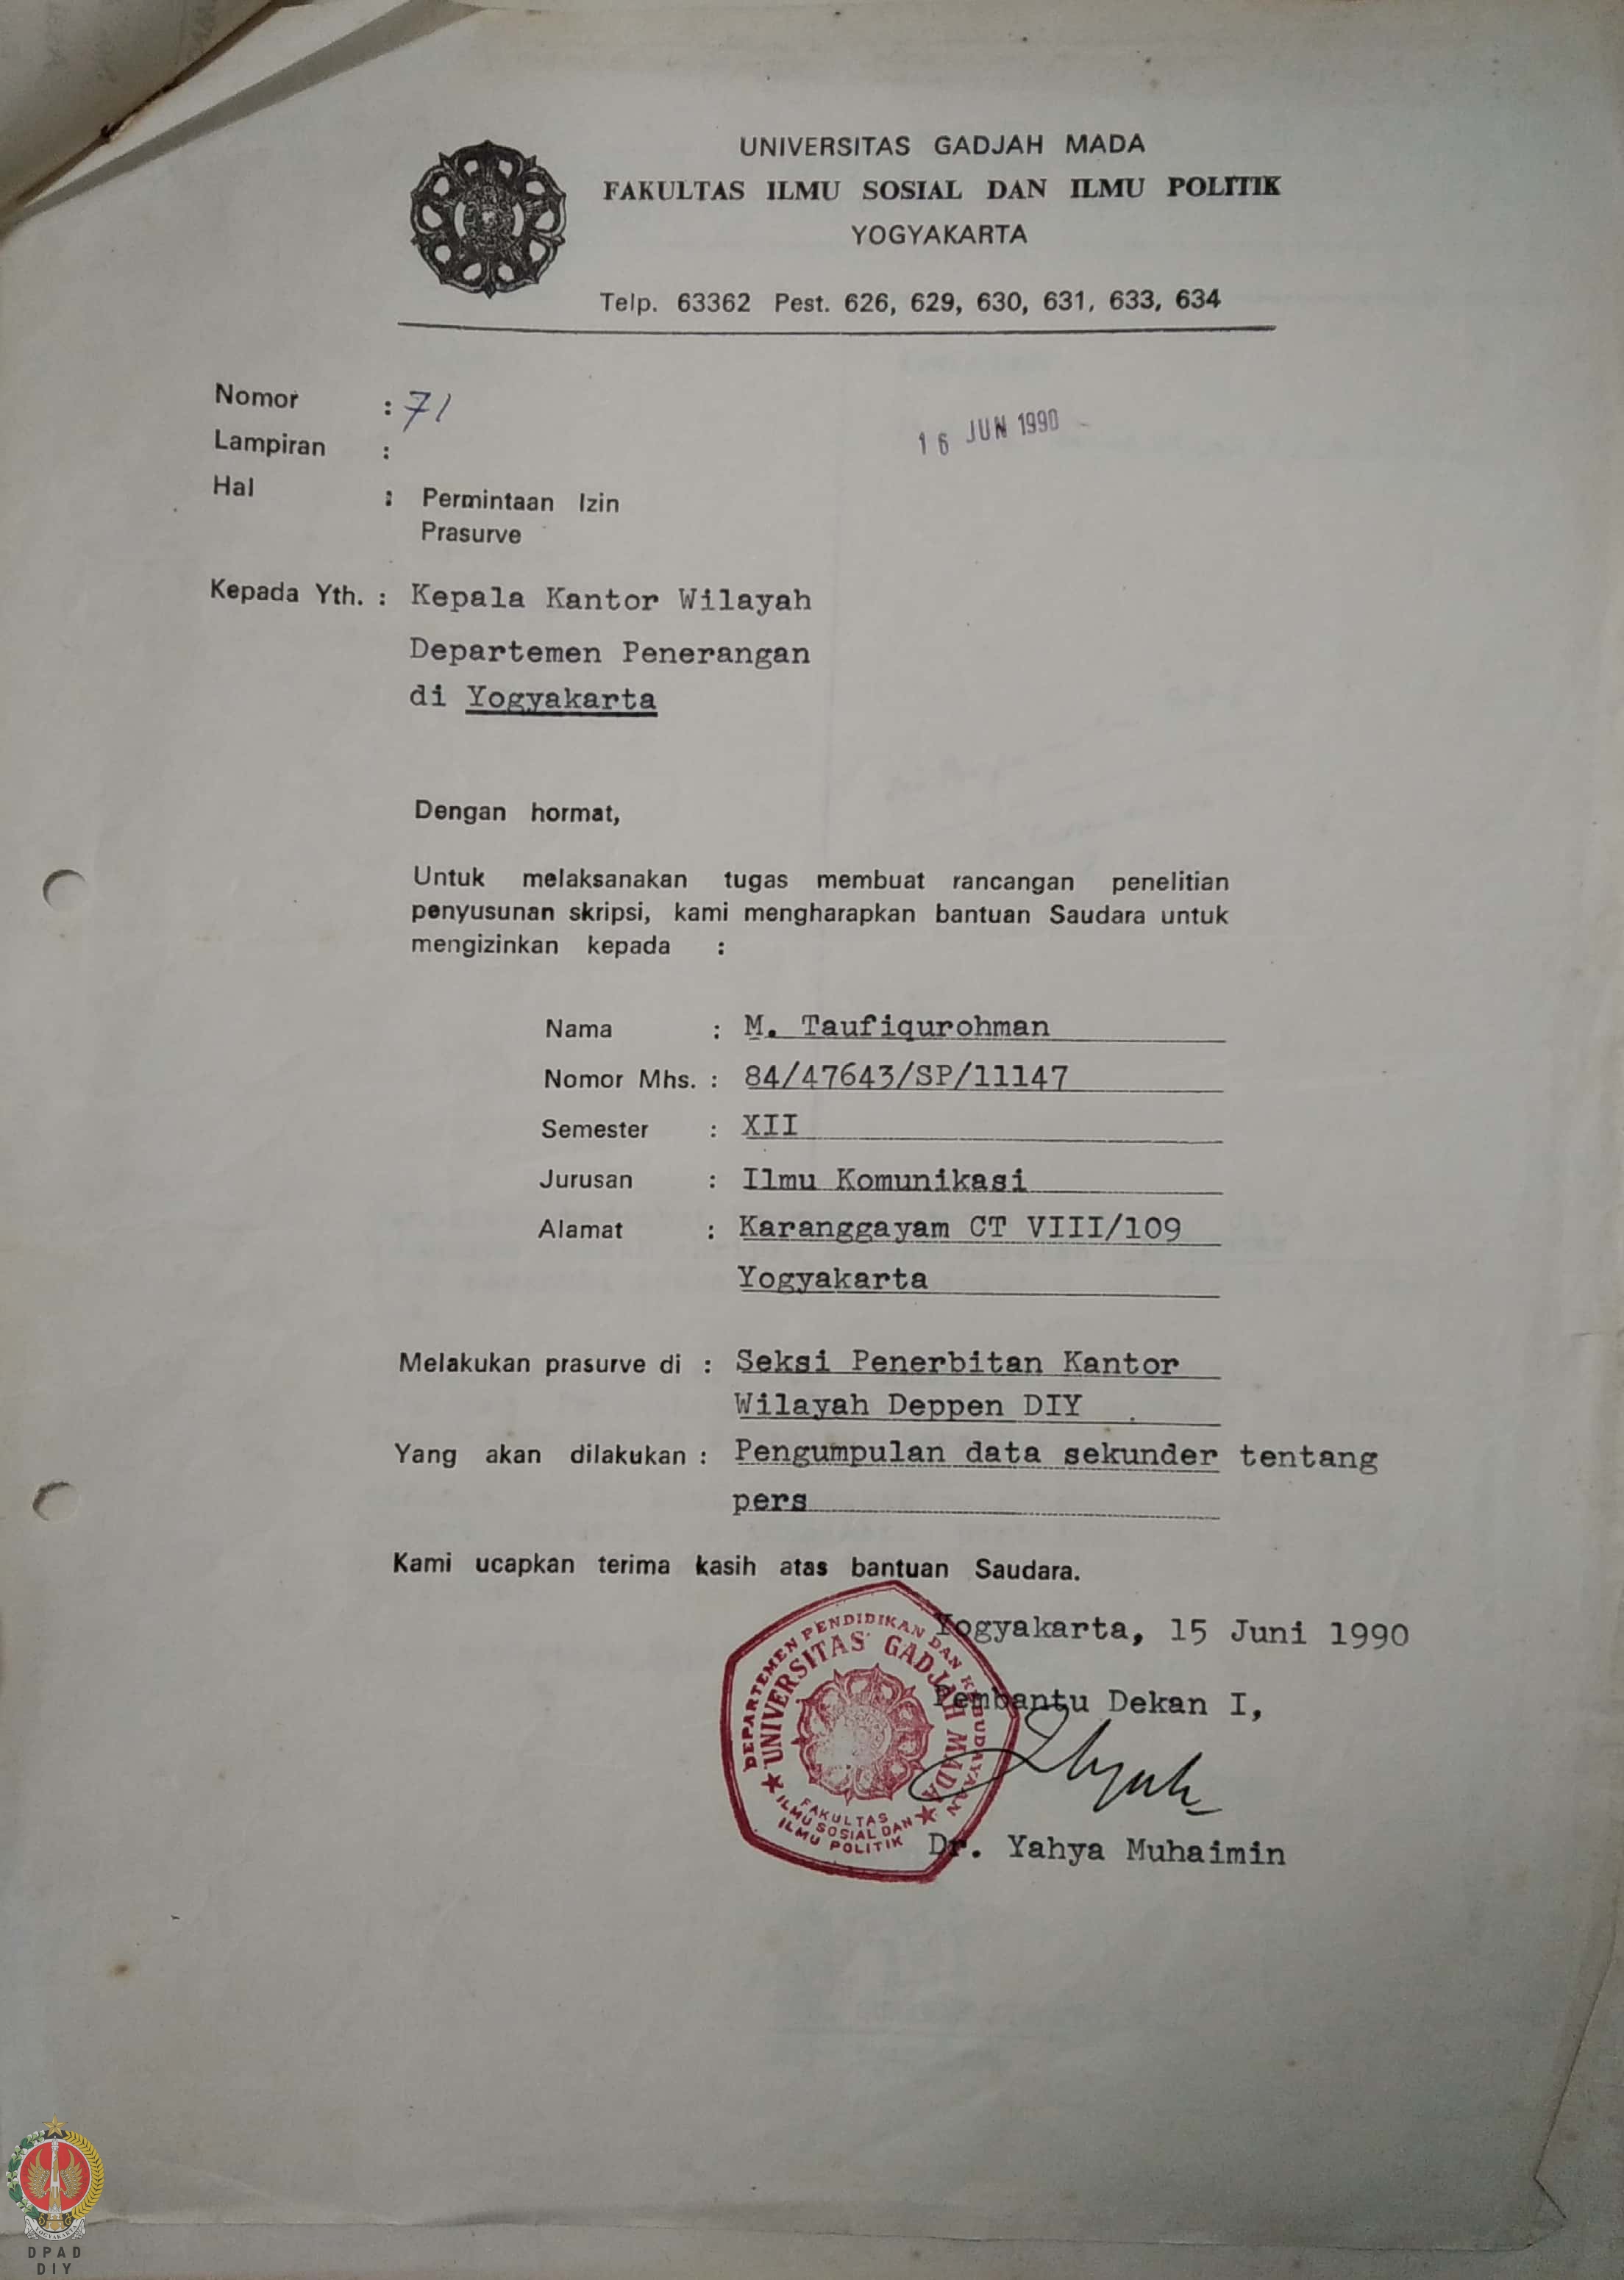 UNIVERSITAS GADJAH MADA
FAKULTAS ILMU SOSIAL DAN ILMU POLITIK
YOGYAKARTA
Telp. 63362 Pest. 626, 629, 630, 631, 633, 634
Nomor : 71
16 JUN 1990
Lampiran :
Hal : Permintaan Izin
Prasurve
Kepada Yth. : Kepala Kantor Wilayah
Departemen Penerangan
di Yogyakarta
Dengan hormat,
Untuk melaksanakan tugas membuat rancangan penelitian
penyusunan skripsi, kami mengharapkan bantuan Saudara untuk
mengizinkan kepada :
Nama : M. Taufiqurohman
Nomor Mhs. : 84/47643/SP/11147
Semester : XII
Jurusan : Ilmu Komunikasi
Alamat : Karanggayam CT VIII/109
Yogyakarta
Melakukan prasurve di : Seksi Penerbitan Kantor
Wilayah Deppen DIY
Yang akan dilakukan : Pengumpulan data sekunder tentang
pers
Kami ucapkan terima kasih atas bantuan Saudara.
Yogyakarta, 15 Juni 1990
Pembantu Dekan I,
Dr. Yahya Muhaimin
DEPARTEMEN PENDIDIKAN DAN KEBUDAYAAN
UNIVERSITAS GADJAH MADA
FAKULTAS
ILMU SOSIAL DAN
ILMU POLITIK
YOGYAKARTA
DPAD
DIY